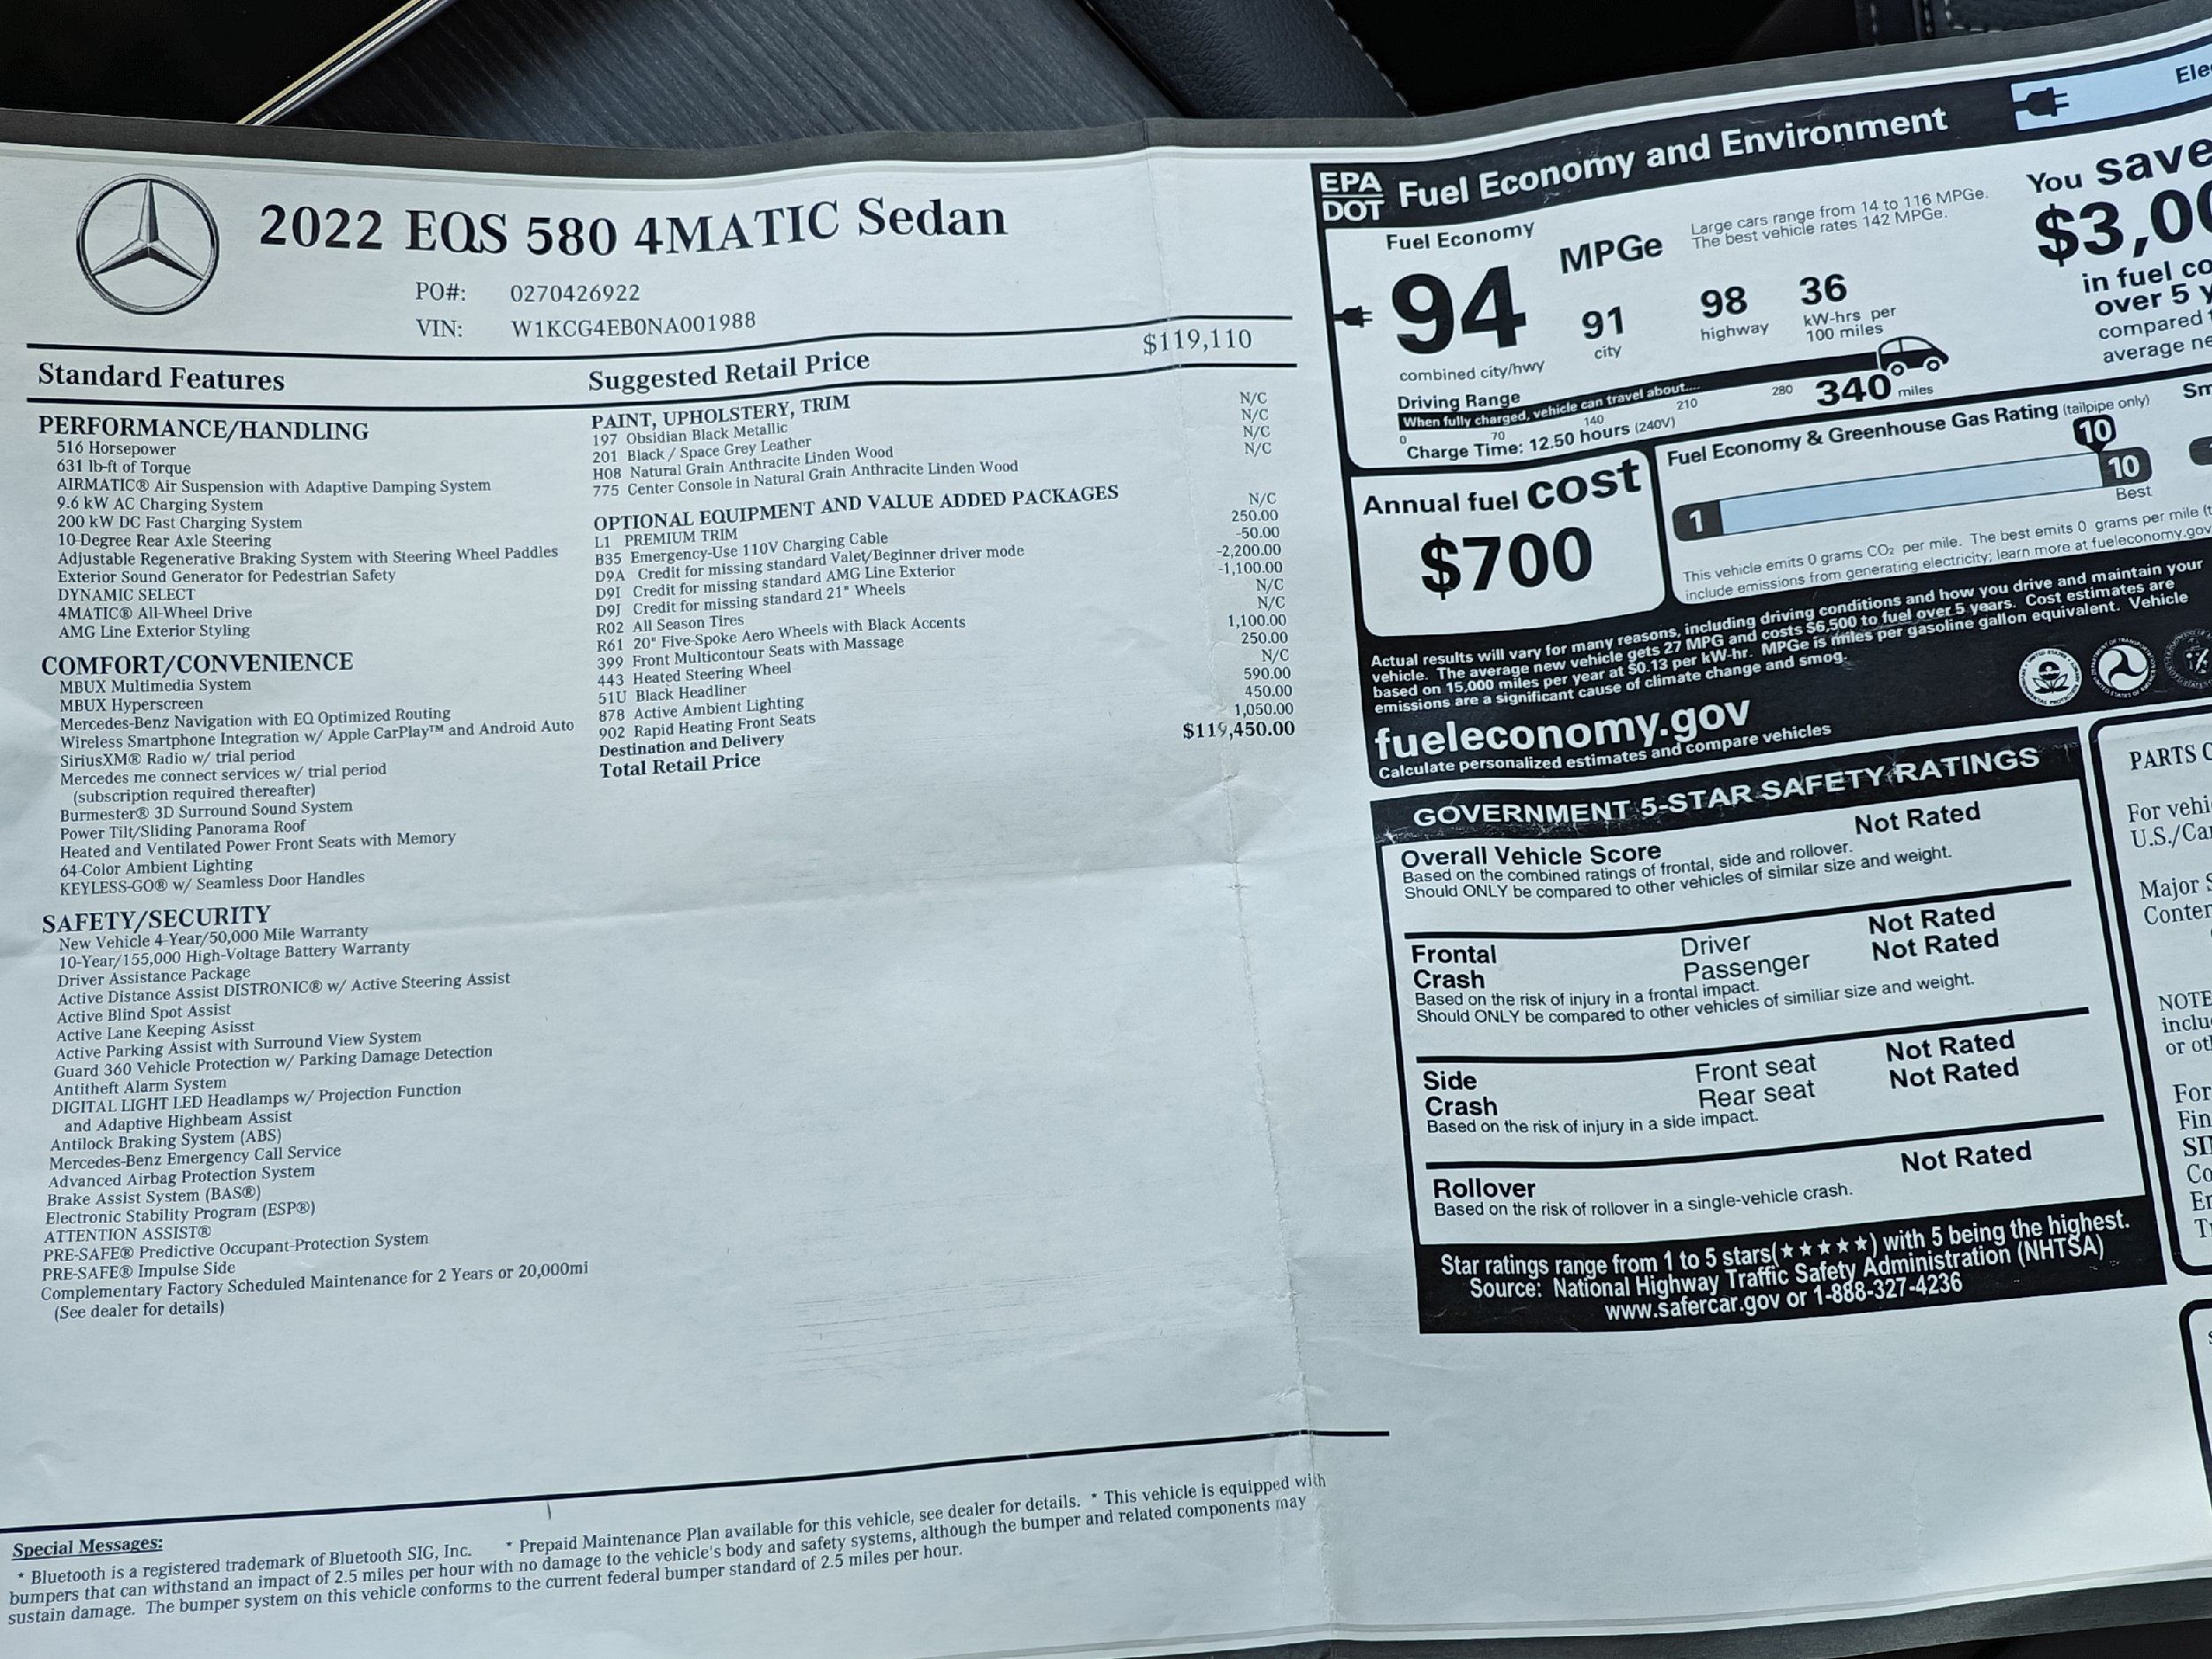 2022 EQS 580 4MATIC Sedan
PO#: 0270426922
VIN: W1KCG4EB0NA001988
Standard Features
PERFORMANCE/HANDLING
516 Horsepower
631 lb-ft of Torque
AIRMATIC® Air Suspension with Adaptive Damping System
9.6 kW AC Charging System
200 kW DC Fast Charging System
10-Degree Rear Axle Steering
Adjustable Regenerative Braking System with Steering Wheel Paddles
Exterior Sound Generator for Pedestrian Safety
DYNAMIC SELECT
4MATIC® All-Wheel Drive
AMG Line Exterior Styling
COMFORT/CONVENIENCE
MBUX Multimedia System
MBUX Hyperscreen
Mercedes-Benz Navigation with EQ Optimized Routing
Wireless Smartphone Integration w/ Apple CarPlay™ and Android Auto
SiriusXM® Radio w/ trial period
Mercedes me connect services w/ trial period
(subscription required thereafter)
Burmester® 3D Surround Sound System
Power Tilt/Sliding Panorama Roof
Heated and Ventilated Power Front Seats with Memory
64-Color Ambient Lighting
KEYLESS-GO® w/ Seamless Door Handles
SAFETY/SECURITY
New Vehicle 4-Year/50,000 Mile Warranty
10-Year/155,000 High-Voltage Battery Warranty
Driver Assistance Package
Active Distance Assist DISTRONIC® w/ Active Steering Assist
Active Blind Spot Assist
Active Lane Keeping Asisst
Active Parking Assist with Surround View System
Guard 360 Vehicle Protection w/ Parking Damage Detection
Antitheft Alarm System
DIGITAL LIGHT LED Headlamps w/ Projection Function
and Adaptive Highbeam Assist
Antilock Braking System (ABS)
Mercedes-Benz Emergency Call Service
Advanced Airbag Protection System
Brake Assist System (BAS®)
Electronic Stability Program (ESP®)
ATTENTION ASSIST®
PRE-SAFE® Predictive Occupant-Protection System
PRE-SAFE® Impulse Side
Complementary Factory Scheduled Maintenance for 2 Years or 20,000mi
(See dealer for details)
Suggested Retail Price $119,110
PAINT, UPHOLSTERY, TRIM
197 Obsidian Black Metallic N/C
201 Black / Space Grey Leather N/C
H08 Natural Grain Anthracite Linden Wood N/C
775 Center Console in Natural Grain Anthracite Linden Wood N/C
OPTIONAL EQUIPMENT AND VALUE ADDED PACKAGES
L1 PREMIUM TRIM N/C
B35 Emergency-Use 110V Charging Cable 250.00
D9A Credit for missing standard Valet/Beginner driver mode -50.00
D9I Credit for missing standard AMG Line Exterior -2,200.00
D9J Credit for missing standard 21" Wheels -1,100.00
R02 All Season Tires N/C
R61 20" Five-Spoke Aero Wheels with Black Accents N/C
399 Front Multicontour Seats with Massage 1,100.00
443 Heated Steering Wheel 250.00
51U Black Headliner N/C
878 Active Ambient Lighting 590.00
902 Rapid Heating Front Seats 450.00
Destination and Delivery 1,050.00
Total Retail Price $119,450.00
Special Messages:
* Bluetooth is a registered trademark of Bluetooth SIG, Inc. * Prepaid Maintenance Plan available for this vehicle, see dealer for details. * This vehicle is equipped with
bumpers that can withstand an impact of 2.5 miles per hour with no damage to the vehicle's body and safety systems, although the bumper and related components may
sustain damage. The bumper system on this vehicle conforms to the current federal bumper standard of 2.5 miles per hour.
EPA
DOT
Fuel Economy and Environment
Fuel Economy
94 MPGe
combined city/hwy
91
city
98
highway
36
kW-hrs per
100 miles
Large cars range from 14 to 116 MPGe.
The best vehicle rates 142 MPGe.
Driving Range
When fully charged, vehicle can travel about....
0 70 140 210 280 340 miles
Charge Time: 12.50 hours (240V)
You save
$3,00
in fuel co
over 5 y
compared t
average ne
Annual fuel cost
$700
Fuel Economy & Greenhouse Gas Rating (tailpipe only)
10
1
10
Best
This vehicle emits 0 grams CO₂ per mile. The best emits 0 grams per mile (t
include emissions from generating electricity; learn more at fueleconomy.gov
Actual results will vary for many reasons, including driving conditions and how you drive and maintain your
vehicle. The average new vehicle gets 27 MPG and costs $6,500 to fuel over 5 years. Cost estimates are
based on 15,000 miles per year at $0.13 per kW-hr. MPGe is miles per gasoline gallon equivalent. Vehicle
emissions are a significant cause of climate change and smog.
fueleconomy.gov
Calculate personalized estimates and compare vehicles
GOVERNMENT 5-STAR SAFETY RATINGS
Overall Vehicle Score Not Rated
Based on the combined ratings of frontal, side and rollover.
Should ONLY be compared to other vehicles of similar size and weight.
Frontal Driver Not Rated
Crash Passenger Not Rated
Based on the risk of injury in a frontal impact.
Should ONLY be compared to other vehicles of similiar size and weight.
Side Front seat Not Rated
Crash Rear seat Not Rated
Based on the risk of injury in a side impact.
Rollover Not Rated
Based on the risk of rollover in a single-vehicle crash.
Star ratings range from 1 to 5 stars(★★★★★) with 5 being the highest.
Source: National Highway Traffic Safety Administration (NHTSA)
www.safercar.gov or 1-888-327-4236
PARTS C
For vehi
U.S./Ca
Major S
Conten
NOTE
inclu
or ot
For
Fin